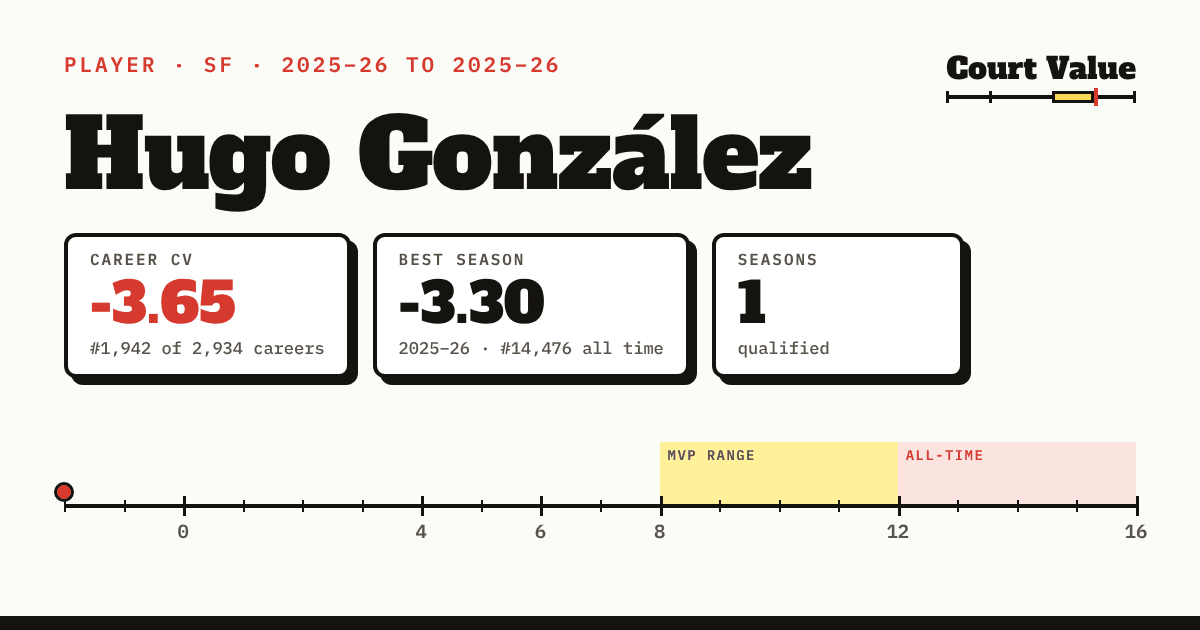 PLAYER · SF · 2025–26 TO 2025–26
Court Value
Hugo González
CAREER CV
-3.65
#1,942 of 2,934 careers
BEST SEASON
-3.30
2025–26 · #14,476 all time
SEASONS
1
qualified
MVP RANGE
ALL-TIME
0 4 6 8 12 16